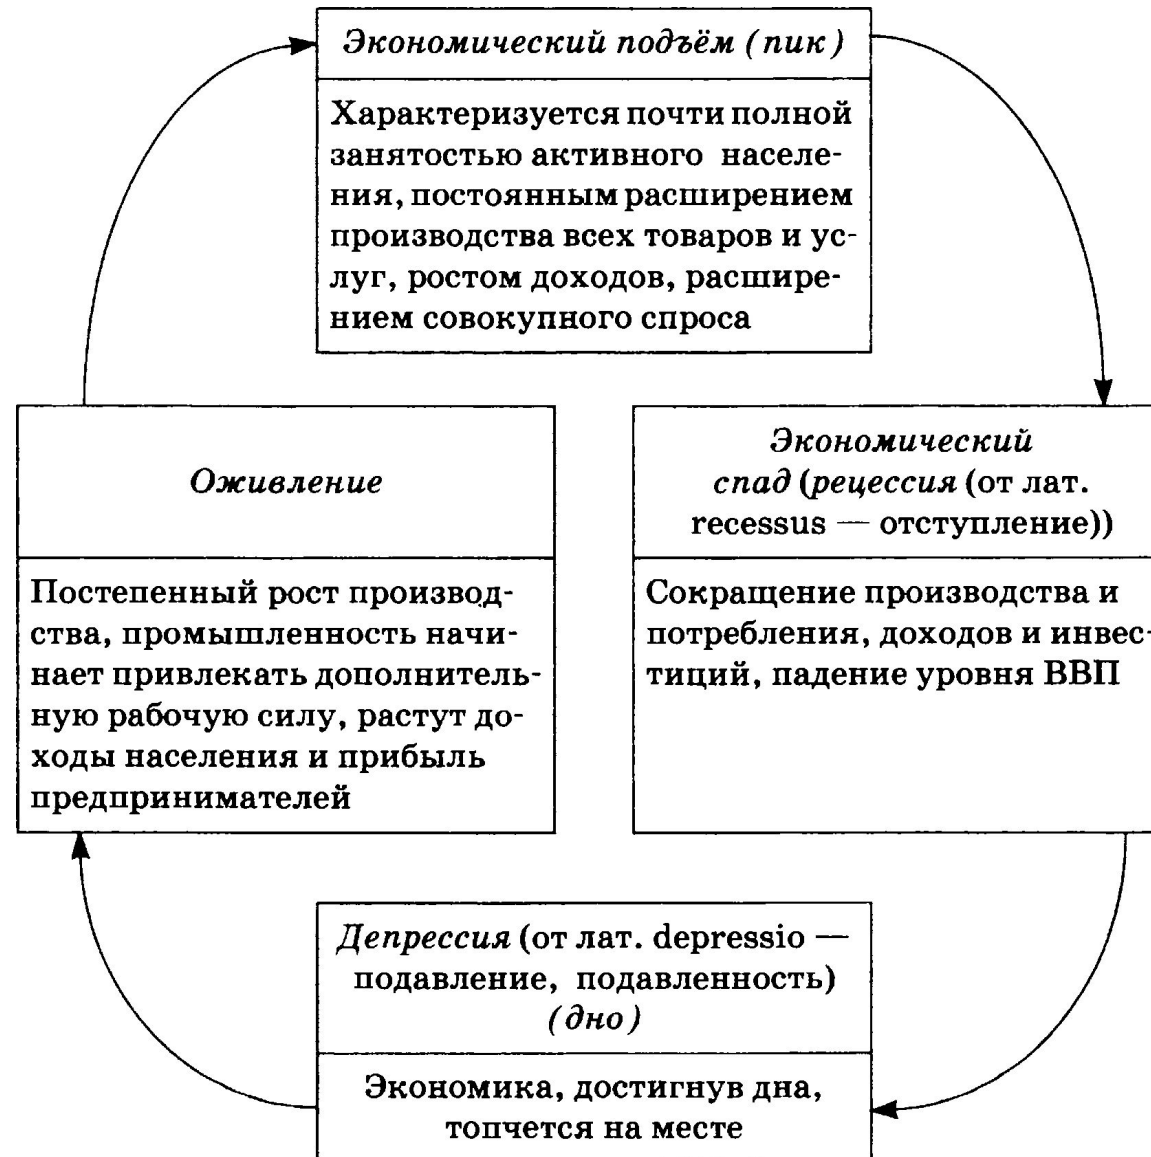 Экономический подъём (пик)
Характеризуется почти полной
занятостью активного населе-
ния, постоянным расширением
производства всех товаров и ус-
луг, ростом доходов, расшире-
нием совокупного спроса
Оживление
Постепенный рост производ-
ства, промышленность начи-
нает привлекать дополнитель-
ную рабочую силу, растут до-
ходы населения и прибыль
предпринимателей
Экономический
спад (рецессия (от лат.
recessus — отступление))
Сокращение производства и
потребления, доходов и инвес-
тиций, падение уровня ВВП
Депрессия (от лат. depressio —
подавление, подавленность)
(дно)
Экономика, достигнув дна,
топчется на месте